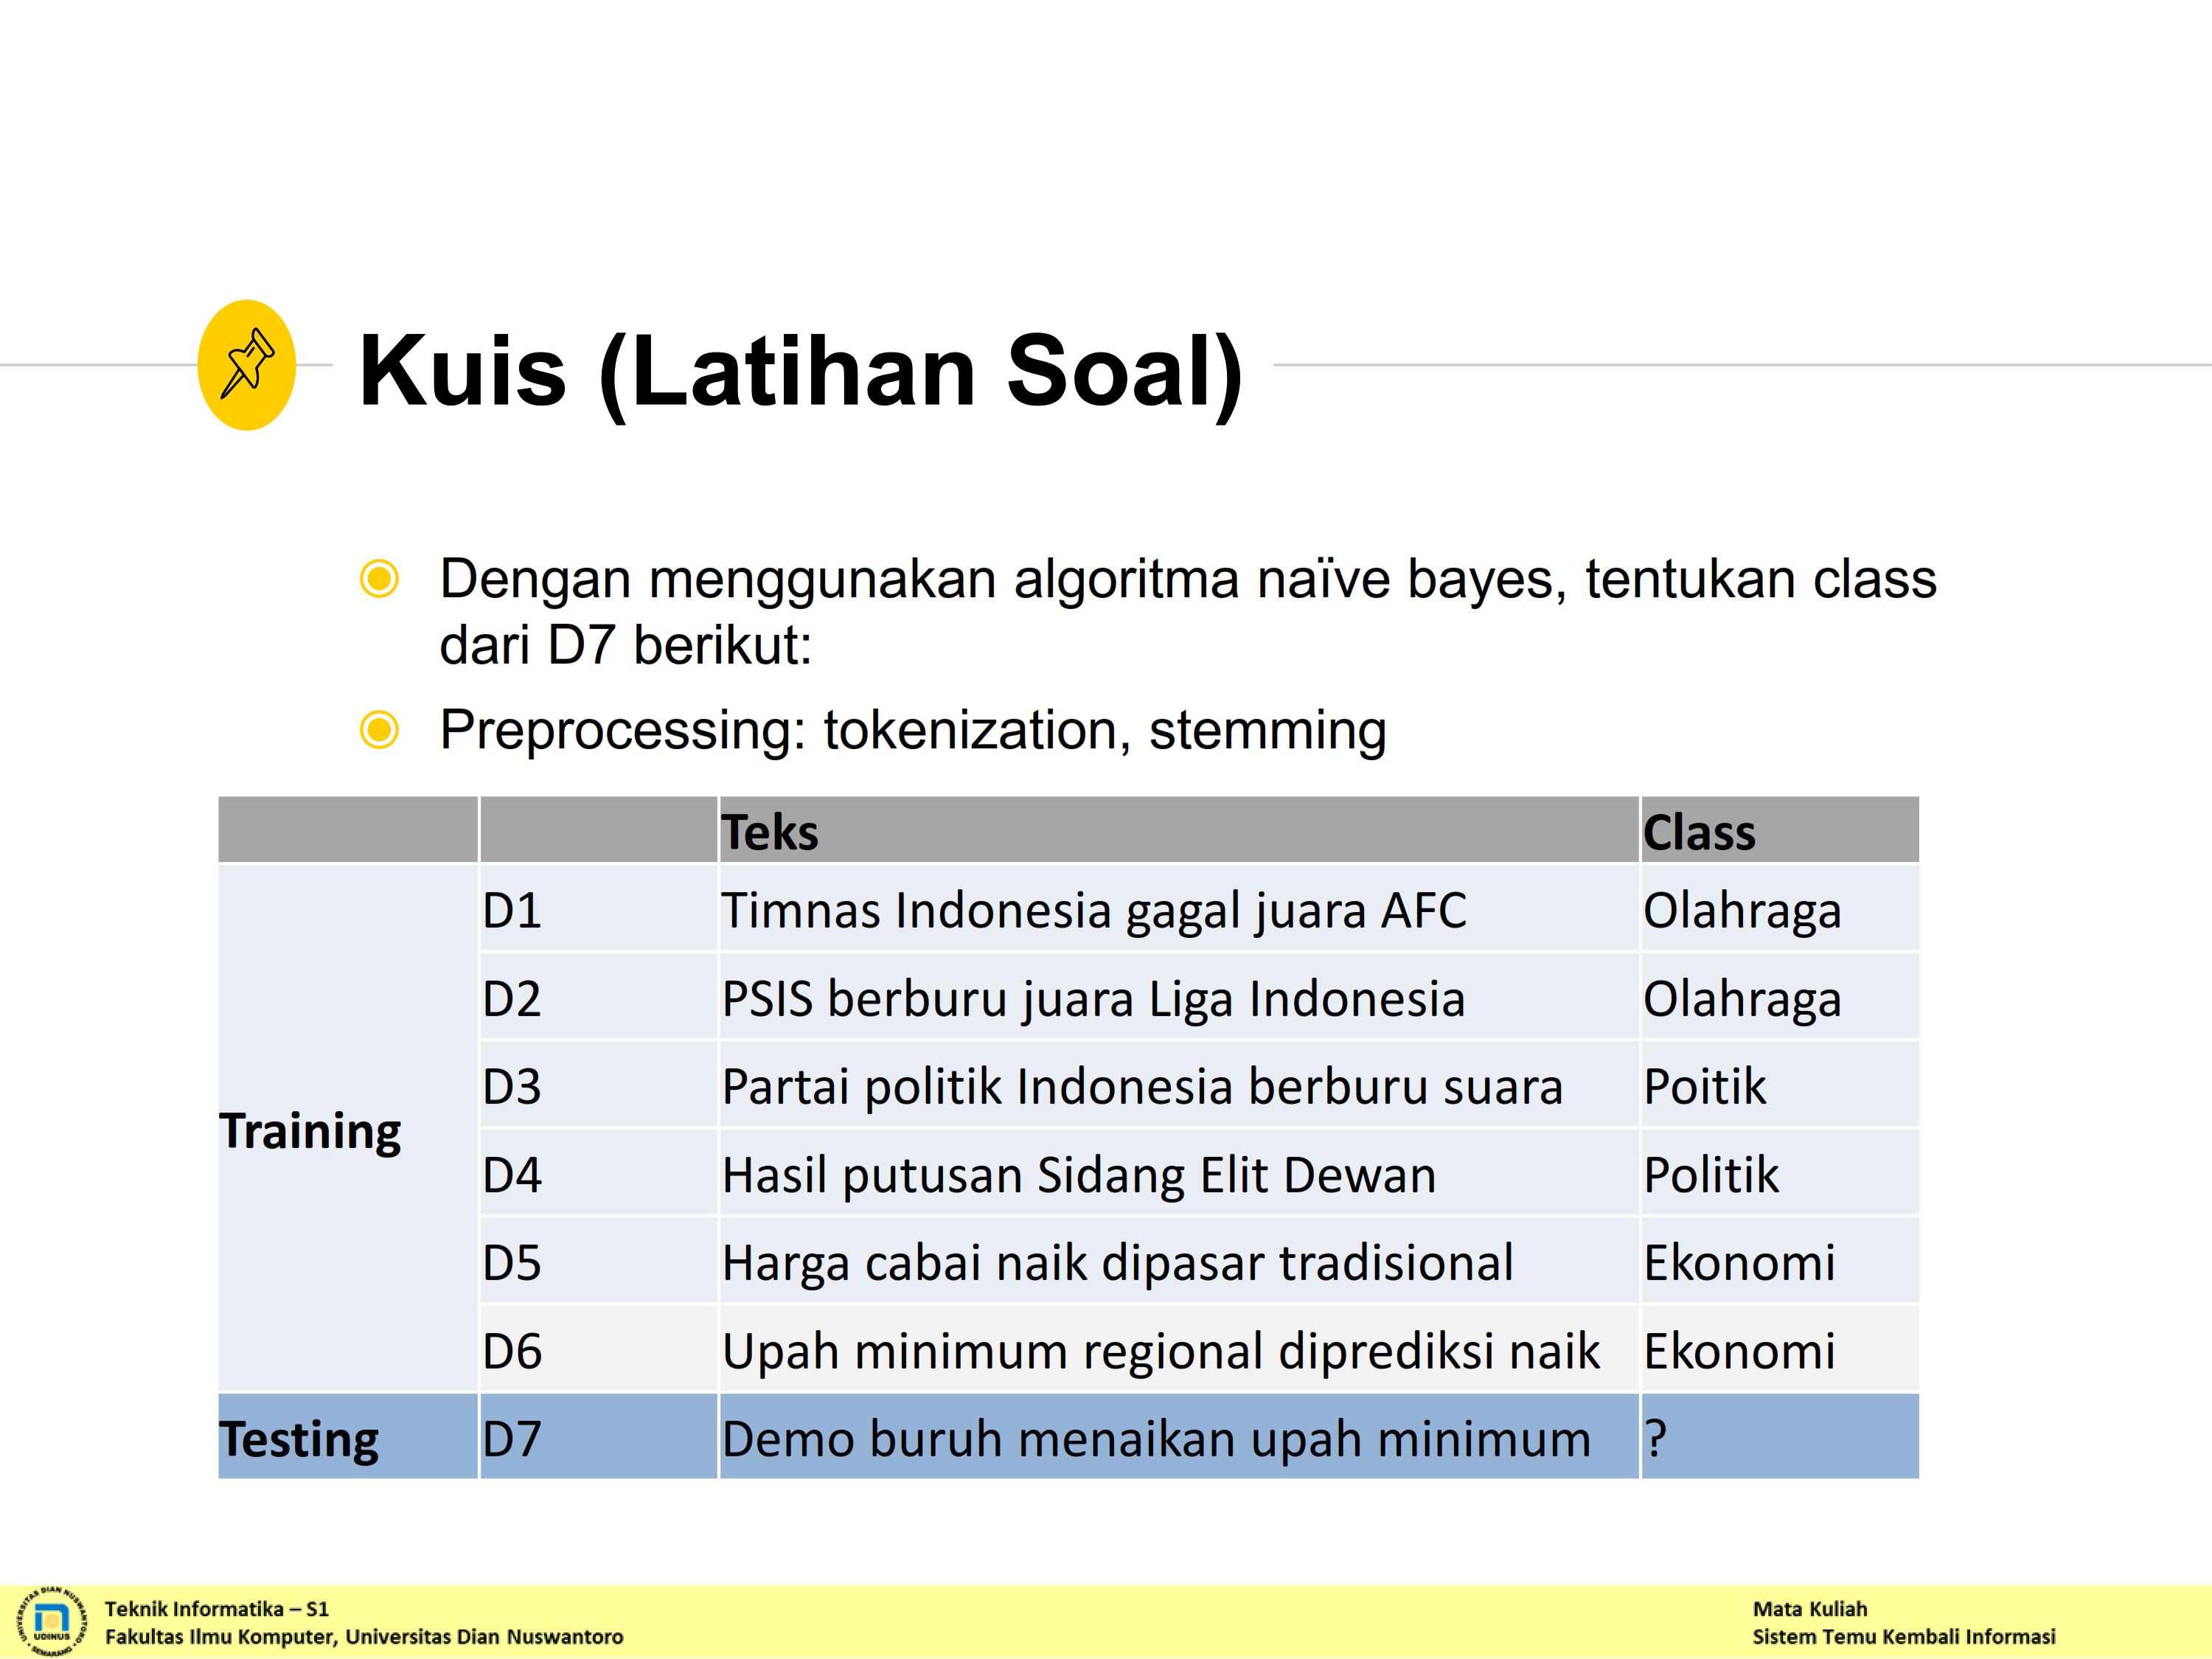 Kuis (Latihan Soal)
Dengan menggunakan algoritma naïve bayes, tentukan class
dari D7 berikut:
Preprocessing: tokenization, stemming
Teks Class
Training
D1 Timnas Indonesia gagal juara AFC Olahraga
D2 PSIS berburu juara Liga Indonesia Olahraga
D3 Partai politik Indonesia berburu suara Poitik
D4 Hasil putusan Sidang Elit Dewan Politik
D5 Harga cabai naik dipasar tradisional Ekonomi
D6 Upah minimum regional diprediksi naik Ekonomi
Testing D7 Demo buruh menaikan upah minimum ?
UNIVERSITAS DIAN NUSWANTORO
UDINUS
SEMARANG
Teknik Informatika – S1
Fakultas Ilmu Komputer, Universitas Dian Nuswantoro
Mata Kuliah
Sistem Temu Kembali Informasi